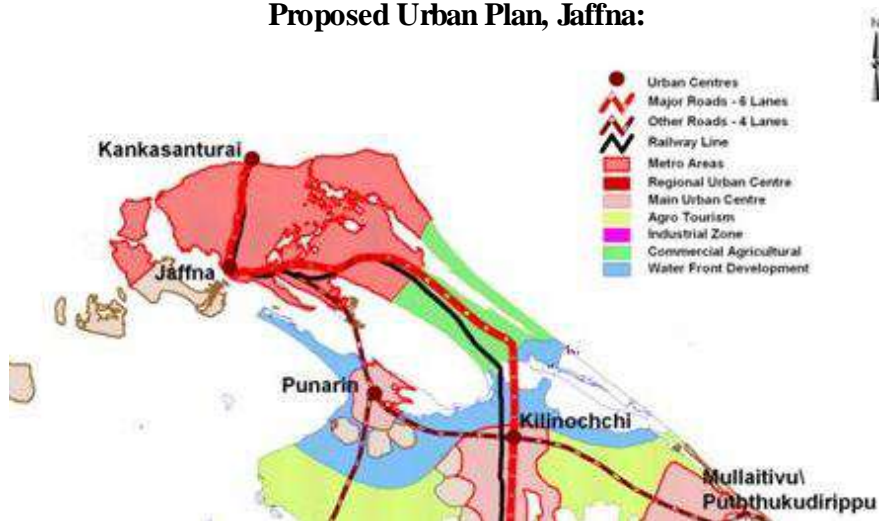 Proposed Urban Plan, Jaffna:
N
Urban Centres
Major Roads - 6 Lanes
Other Roads - 4 Lanes
Railway Line
Metro Areas
Regional Urban Centre
Main Urban Centre
Agro Tourism
Industrial Zone
Commercial Agricultural
Water Front Development
Kankasanturai
Jaffna
Punarin
Kilinochchi
Mullaitivu\
Puththukudirippu